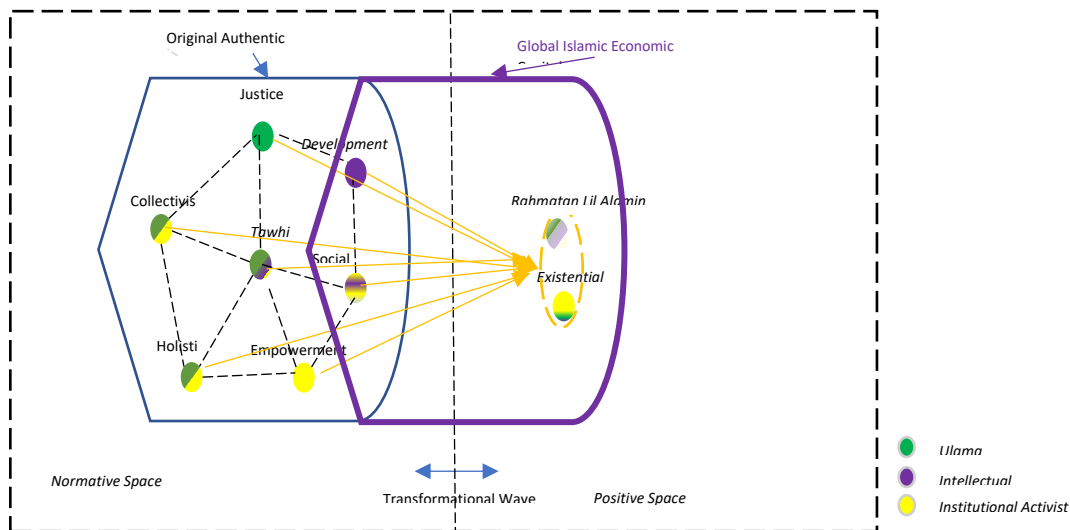 Original Authentic
Global Islamic Economic
Justice
Development
Collectivis
Rahmatan Lil Alamin
Tawhi
Social
Existential
Holisti
Empowerment
Ulama
Normative Space
Intellectual
Transformational Wave
Positive Space
Institutional Activist